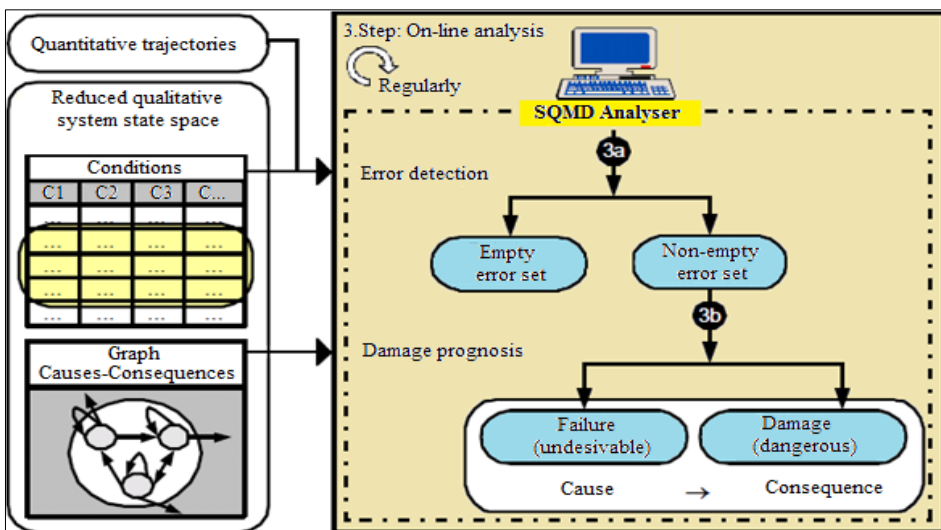 Quantitative trajectories
Reduced qualitative
system state space
Conditions
C1 C2 C3 C...
... ... ... ...
... ... ... ...
... ... ... ...
... ... ... ...
... ... ... ...
Graph
Causes-Consequences
3.Step: On-line analysis
Regularly
SQMD Analyser
3a
Error detection
Empty
error set
Non-empty
error set
3b
Damage prognosis
Failure
(undesivable)
Damage
(dangerous)
Cause → Consequence